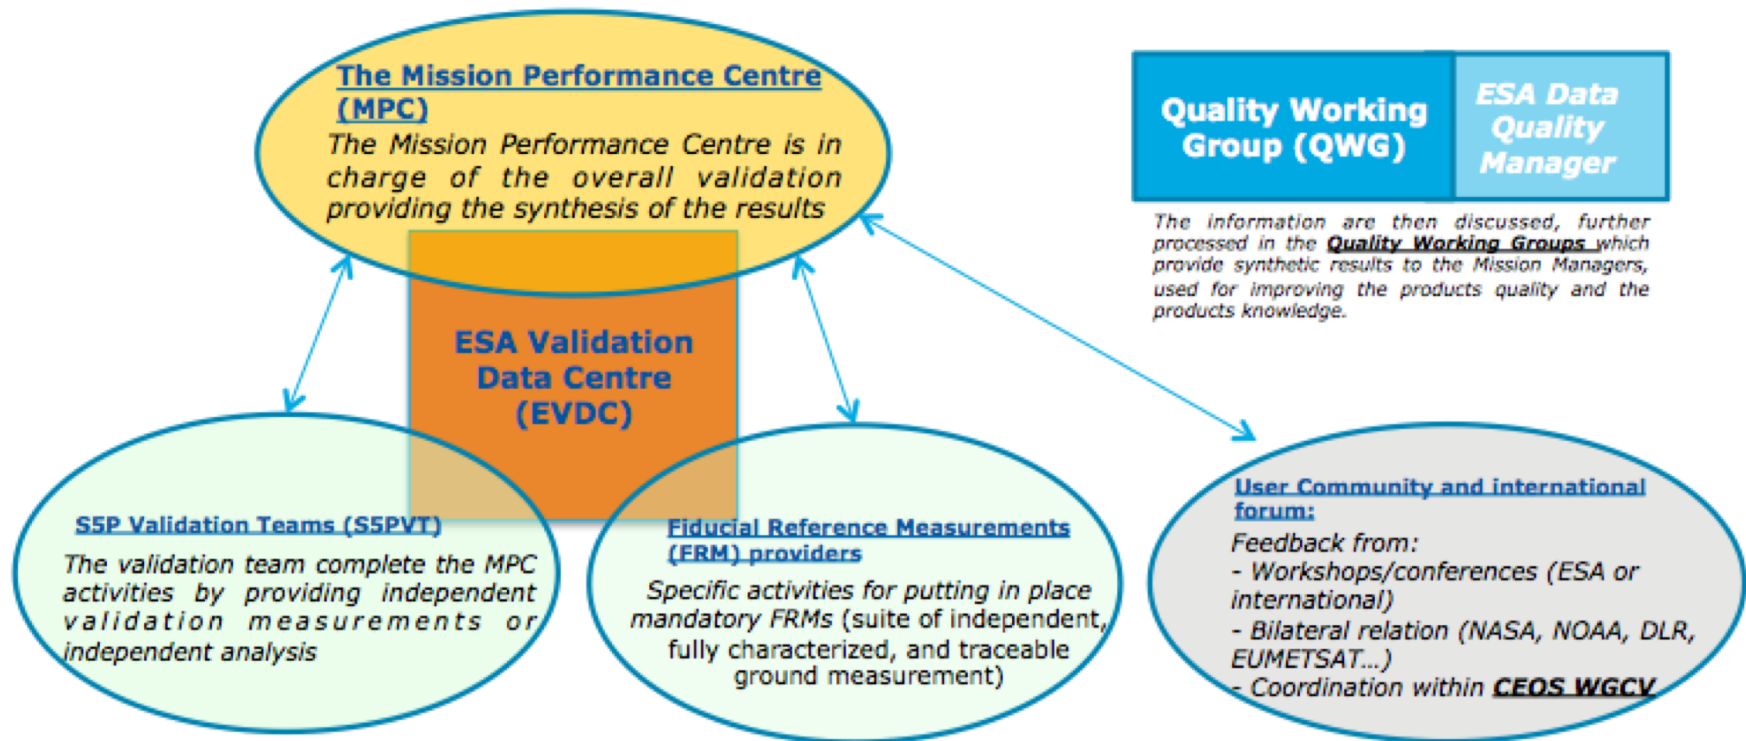 The Mission Performance Centre
(MPC)
The Mission Performance Centre is in
charge of the overall validation
providing the synthesis of the results
Quality Working
Group (QWG)
ESA Data
Quality
Manager
The information are then discussed, further
processed in the Quality Working Groups which
provide synthetic results to the Mission Managers,
used for improving the products quality and the
products knowledge.
ESA Validation
Data Centre
(EVDC)
S5P Validation Teams (S5PVT)
The validation team complete the MPC
activities by providing independent
validation measurements or
independent analysis
Fiducial Reference Measurements
(FRM) providers
Specific activities for putting in place
mandatory FRMs (suite of independent,
fully characterized, and traceable
ground measurement)
User Community and international
forum:
Feedback from:
- Workshops/conferences (ESA or
international)
- Bilateral relation (NASA, NOAA, DLR,
EUMETSAT…)
- Coordination within CEOS WGCV